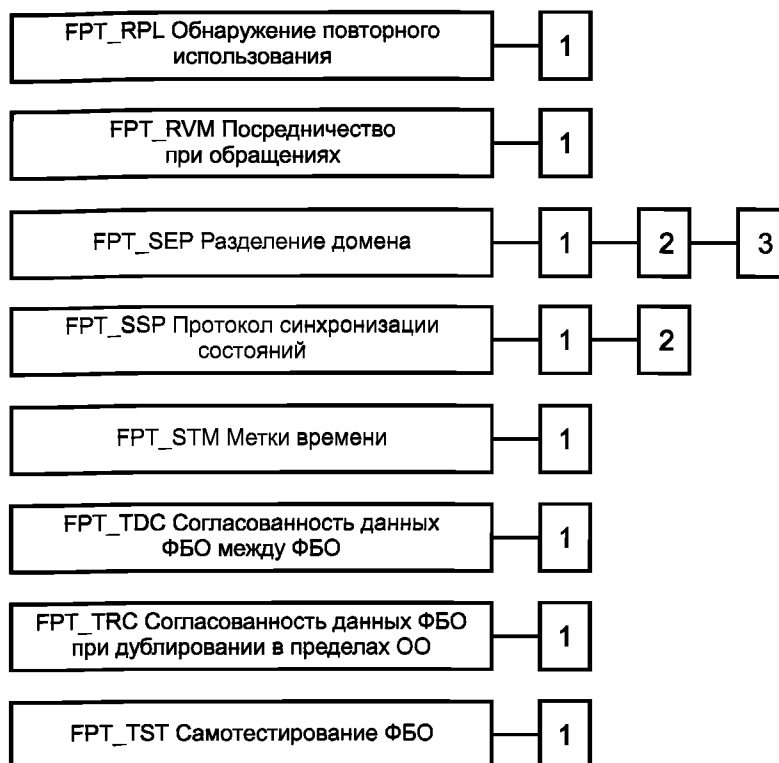 FPT_RPL Обнаружение повторного
использования
1
FPT_RVM Посредничество
при обращениях
1
FPT_SEP Разделение домена
1
2
3
FPT_SSP Протокол синхронизации
состояний
1
2
FPT_STM Метки времени
1
FPT_TDC Согласованность данных
ФБО между ФБО
1
FPT_TRC Согласованность данных ФБО
при дублировании в пределах ОО
1
FPT_TST Самотестирование ФБО
1